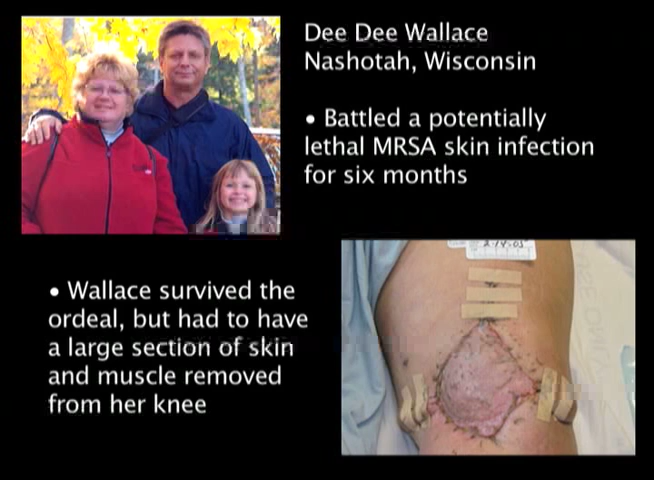 Dee Dee Wallace
Nashotah, Wisconsin
• Battled a potentially
lethal MRSA skin infection
for six months
• Wallace survived the
ordeal, but had to have
a large section of skin
and muscle removed
from her knee